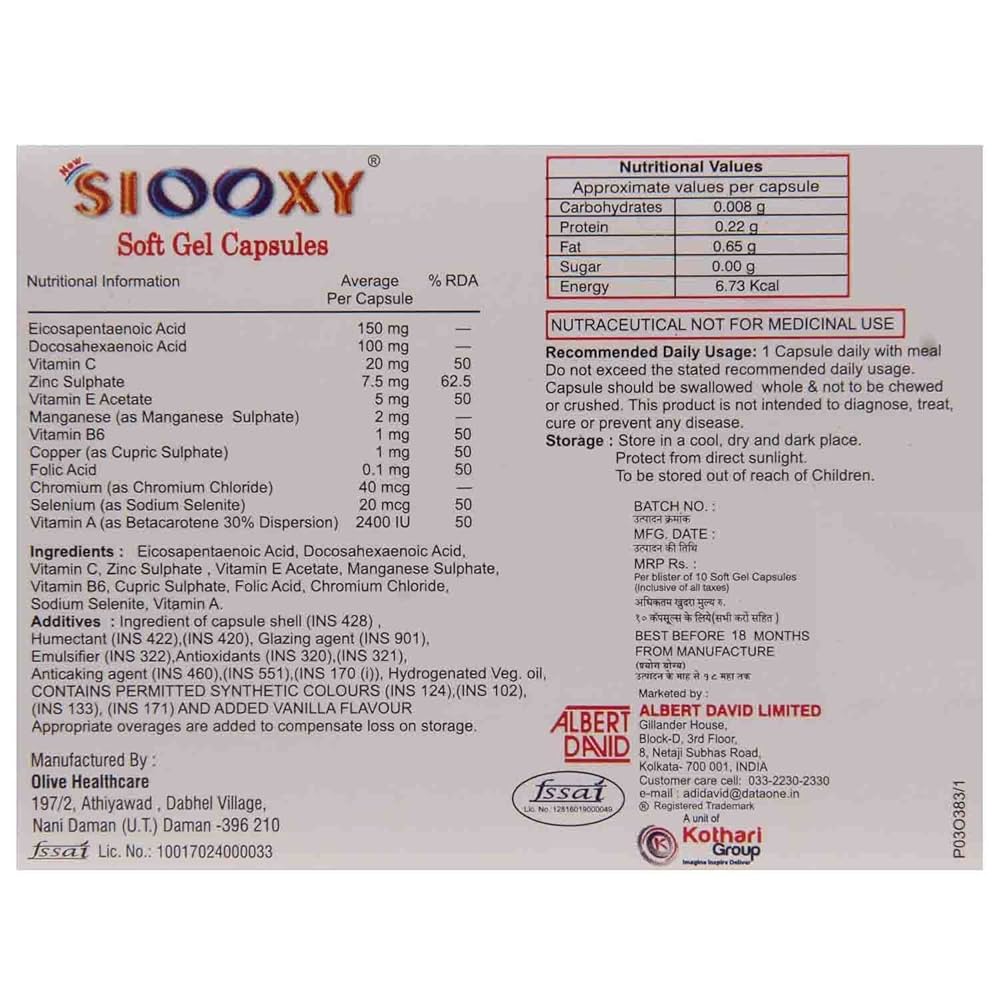 New
SIOOXY®
Soft Gel Capsules
Nutritional Information Average Per Capsule % RDA
Eicosapentaenoic Acid 150 mg —
Docosahexaenoic Acid 100 mg —
Vitamin C 20 mg 50
Zinc Sulphate 7.5 mg 62.5
Vitamin E Acetate 5 mg 50
Manganese (as Manganese Sulphate) 2 mg —
Vitamin B6 1 mg 50
Copper (as Cupric Sulphate) 1 mg 50
Folic Acid 0.1 mg 50
Chromium (as Chromium Chloride) 40 mcg —
Selenium (as Sodium Selenite) 20 mcg 50
Vitamin A (as Betacarotene 30% Dispersion) 2400 IU 50
Ingredients : Eicosapentaenoic Acid, Docosahexaenoic Acid,
Vitamin C, Zinc Sulphate , Vitamin E Acetate, Manganese Sulphate,
Vitamin B6, Cupric Sulphate, Folic Acid, Chromium Chloride,
Sodium Selenite, Vitamin A.
Additives : Ingredient of capsule shell (INS 428) ,
Humectant (INS 422),(INS 420), Glazing agent (INS 901),
Emulsifier (INS 322),Antioxidants (INS 320),(INS 321),
Anticaking agent (INS 460),(INS 551),(INS 170 (i)), Hydrogenated Veg. oil,
CONTAINS PERMITTED SYNTHETIC COLOURS (INS 124),(INS 102),
(INS 133), (INS 171) AND ADDED VANILLA FLAVOUR
Appropriate overages are added to compensate loss on storage.
Manufactured By :
Olive Healthcare
197/2, Athiyawad , Dabhel Village,
Nani Daman (U.T.) Daman -396 210
fssai Lic. No.: 10017024000033
Nutritional Values
Approximate values per capsule
Carbohydrates 0.008 g
Protein 0.22 g
Fat 0.65 g
Sugar 0.00 g
Energy 6.73 Kcal
NUTRACEUTICAL NOT FOR MEDICINAL USE
Recommended Daily Usage: 1 Capsule daily with meal
Do not exceed the stated recommended daily usage.
Capsule should be swallowed whole & not to be chewed
or crushed. This product is not intended to diagnose, treat,
cure or prevent any disease.
Storage : Store in a cool, dry and dark place.
Protect from direct sunlight.
To be stored out of reach of Children.
BATCH NO. :
उत्पादन क्रमांक
MFG. DATE :
उत्पादन की तिथि
MRP Rs. :
Per blister of 10 Soft Gel Capsules
(Inclusive of all taxes)
अधिकतम खुदरा मुल्य रु.
१० कॅपसूल्स के लिये(सभी करों सहित )
BEST BEFORE 18 MONTHS
FROM MANUFACTURE
(प्रयोग योग्य)
उत्पादन के माह से १८ महा तक
Marketed by :
ALBERT DAVID
ALBERT DAVID LIMITED
Gillander House,
Block-D, 3rd Floor,
8, Netaji Subhas Road,
Kolkata- 700 001, INDIA
Customer care cell: 033-2230-2330
e-mail : adidavid@dataone.in
® Registered Trademark
fssai
Lic. No. 12816019000049
A unit of
K
Kothari
Group
Imagine Inspire Deliver
P03O383/1